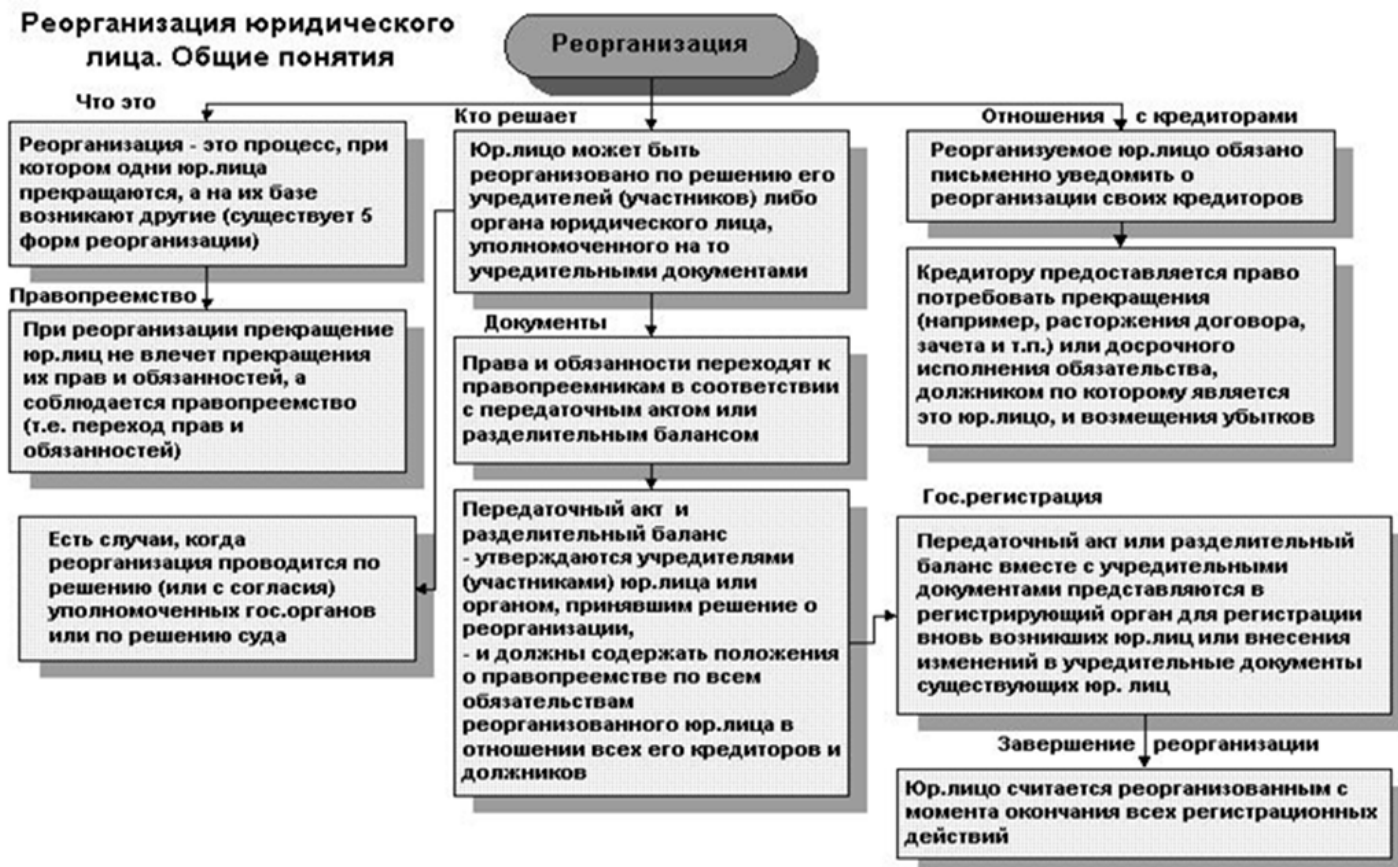 Реорганизация юридического
лица. Общие понятия
Реорганизация
Что это
Реорганизация - это процесс, при
котором одни юр.лица
прекращаются, а на их базе
возникают другие (существует 5
форм реорганизации)
Правопреемство
При реорганизации прекращение
юр.лиц не влечет прекращения
их прав и обязанностей, а
соблюдается правопреемство
(т.е. переход прав и
обязанностей)
Есть случаи, когда
реорганизация проводится по
решению (или с согласия)
уполномоченных гос.органов
или по решению суда
Кто решает
Юр.лицо может быть
реорганизовано по решению его
учредителей (участников) либо
органа юридического лица,
уполномоченного на то
учредительными документами
Документы
Права и обязанности переходят к
правопреемникам в соответствии
с передаточным актом или
разделительным балансом
Передаточный акт и
разделительный баланс
- утверждаются учредителями
(участниками) юр.лица или
органом, принявшим решение о
реорганизации,
- и должны содержать положения
о правопреемстве по всем
обязательствам
реорганизованного юр.лица в
отношении всех его кредиторов и
должников
Отношения с кредиторами
Реорганизуемое юр.лицо обязано
письменно уведомить о
реорганизации своих кредиторов
Кредитору предоставляется право
потребовать прекращения
(например, расторжения договора,
зачета и т.п.) или досрочного
исполнения обязательства,
должником по которому является
это юр.лицо, и возмещения убытков
Гос.регистрация
Передаточный акт или разделительный
баланс вместе с учредительными
документами представляются в
регистрирующий орган для регистрации
вновь возникших юр.лиц или внесения
изменений в учредительные документы
существующих юр. лиц
Завершение реорганизации
Юр.лицо считается реорганизованным с
момента окончания всех регистрационных
действий